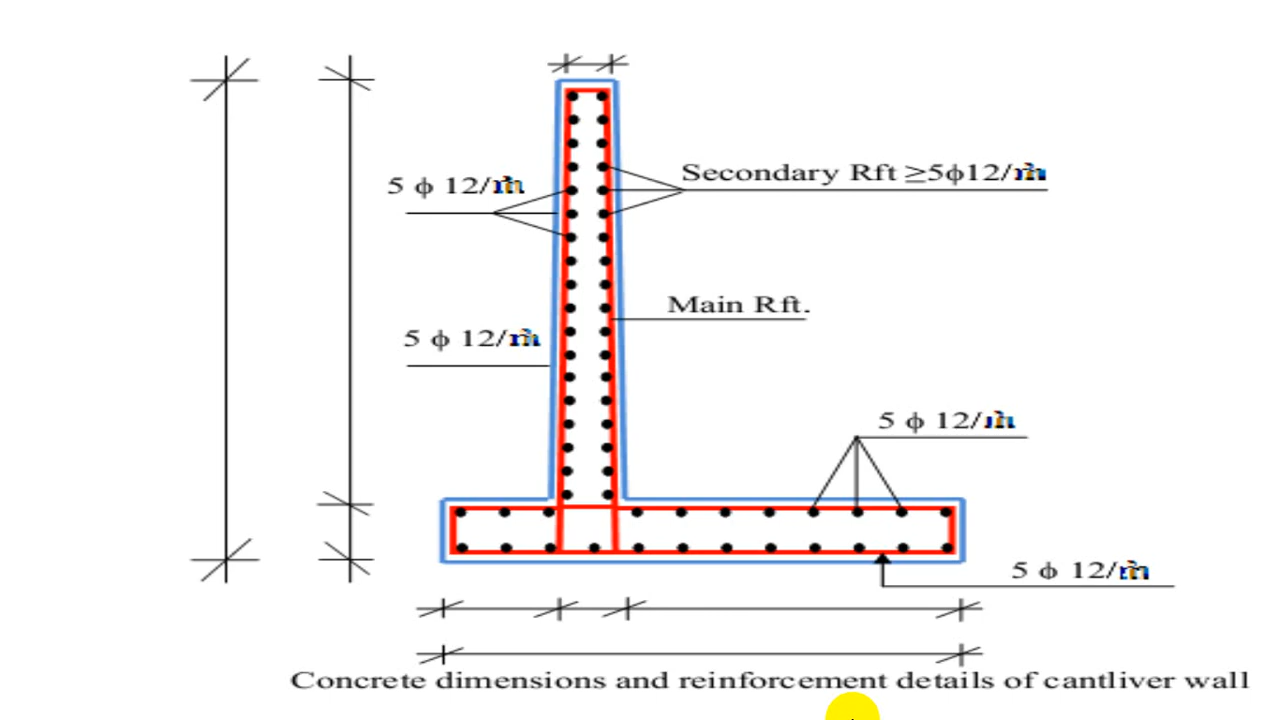 Secondary Rft ≥5ϕ12/m
5 ϕ 12/m
Main Rft.
5 ϕ 12/m
5 ϕ 12/m
5 ϕ 12/m
Concrete dimensions and reinforcement details of cantliver wall